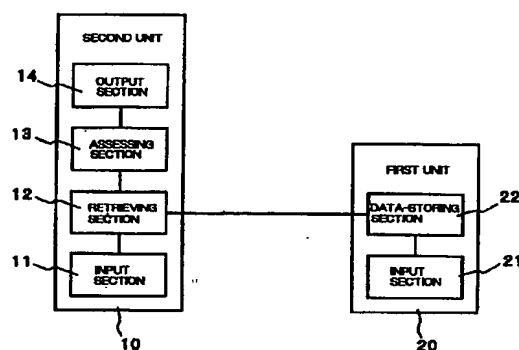 SECOND UNIT
14
OUTPUT
SECTION
13
ASSESSING
SECTION
12
RETRIEVING
SECTION
11
INPUT
SECTION
10
FIRST UNIT
22
DATA-STORING
SECTION
21
INPUT
SECTION
20